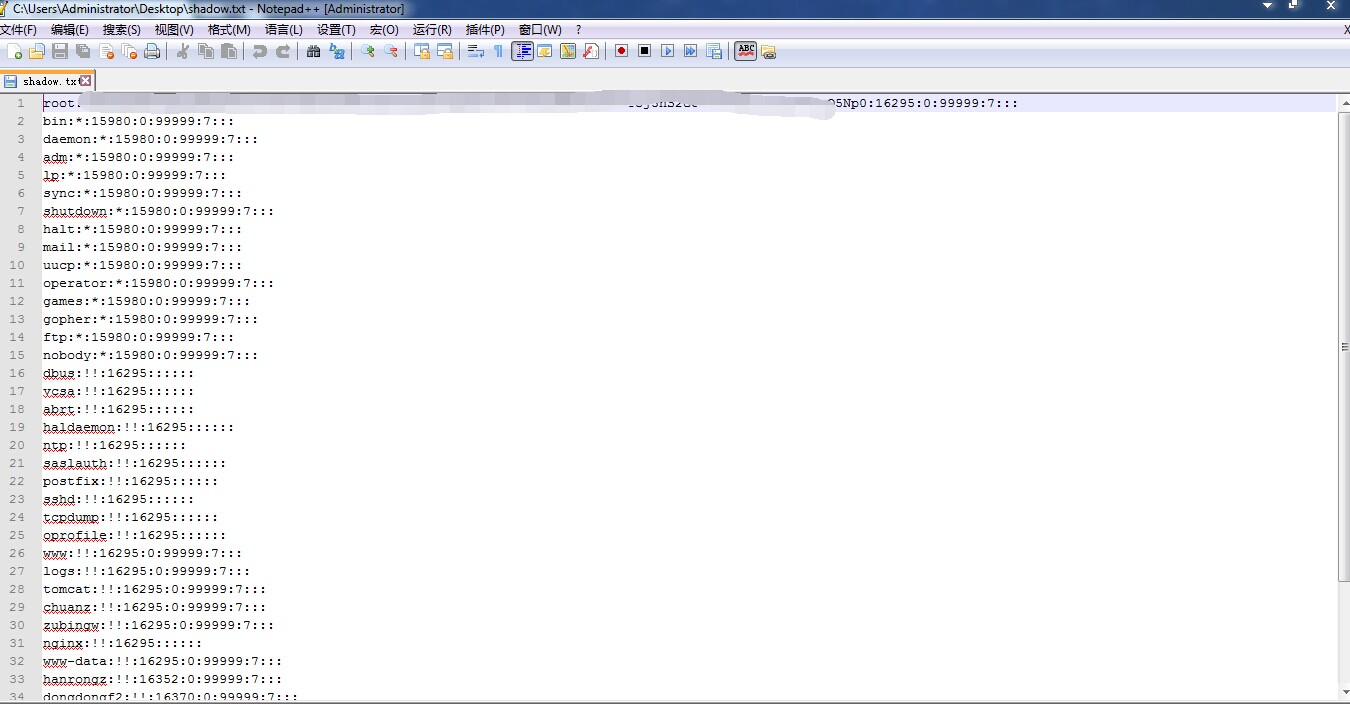 C:\Users\Administrator\Desktop\shadow.txt - Notepad++ [Administrator]
文件(F) 编辑(E) 搜索(S) 视图(V) 格式(M) 语言(L) 设置(T) 宏(O) 运行(R) 插件(P) 窗口(W) ? X
ABC
shadow.txt
1 root: Q5Np0:16295:0:99999:7:::
2 bin:*:15980:0:99999:7:::
3 daemon:*:15980:0:99999:7:::
4 adm:*:15980:0:99999:7:::
5 lp:*:15980:0:99999:7:::
6 sync:*:15980:0:99999:7:::
7 shutdown:*:15980:0:99999:7:::
8 halt:*:15980:0:99999:7:::
9 mail:*:15980:0:99999:7:::
10 uucp:*:15980:0:99999:7:::
11 operator:*:15980:0:99999:7:::
12 games:*:15980:0:99999:7:::
13 gopher:*:15980:0:99999:7:::
14 ftp:*:15980:0:99999:7:::
15 nobody:*:15980:0:99999:7:::
16 dbus:!!:16295::::::
17 vcsa:!!:16295::::::
18 abrt:!!:16295::::::
19 haldaemon:!!:16295::::::
20 ntp:!!:16295::::::
21 saslauth:!!:16295::::::
22 postfix:!!:16295::::::
23 sshd:!!:16295::::::
24 tcpdump:!!:16295::::::
25 oprofile:!!:16295::::::
26 www:!!:16295:0:99999:7:::
27 logs:!!:16295:0:99999:7:::
28 tomcat:!!:16295:0:99999:7:::
29 chuanz:!!:16295:0:99999:7:::
30 zubingw:!!:16295:0:99999:7:::
31 nginx:!!:16295::::::
32 www-data:!!:16295:0:99999:7:::
33 hanrongz:!!:16352:0:99999:7:::
34 dongdongf2:!!:16370:0:99999:7:::